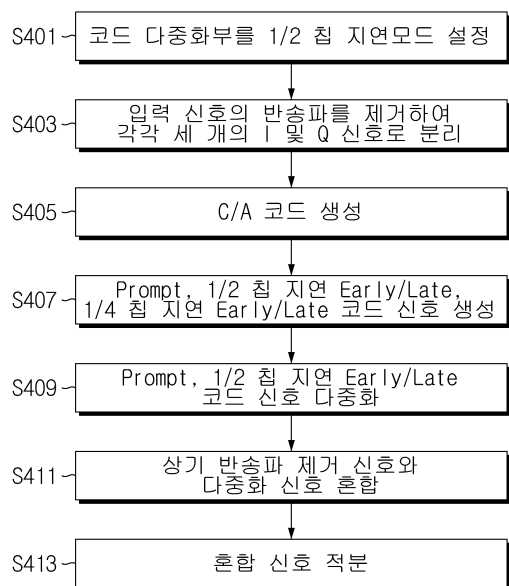 S401
코드 다중화부를 1/2 칩 지연모드 설정
S403
입력 신호의 반송파를 제거하여
각각 세 개의 I 및 Q 신호로 분리
S405
C/A 코드 생성
S407
Prompt, 1/2 칩 지연 Early/Late,
1/4 칩 지연 Early/Late 코드 신호 생성
S409
Prompt, 1/2 칩 지연 Early/Late
코드 신호 다중화
S411
상기 반송파 제거 신호와
다중화 신호 혼합
S413
혼합 신호 적분